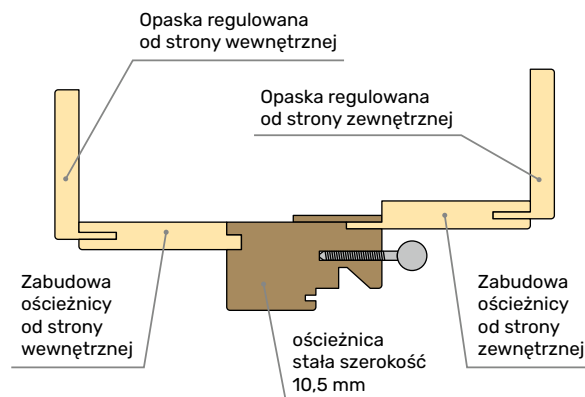 Opaska regulowana
od strony wewnętrznej
Opaska regulowana
od strony zewnętrznej
Zabudowa
ościeżnicy
od strony
wewnętrznej
ościeżnica
stała szerokość
10,5 mm
Zabudowa
ościeżnicy
od strony
zewnętrznej